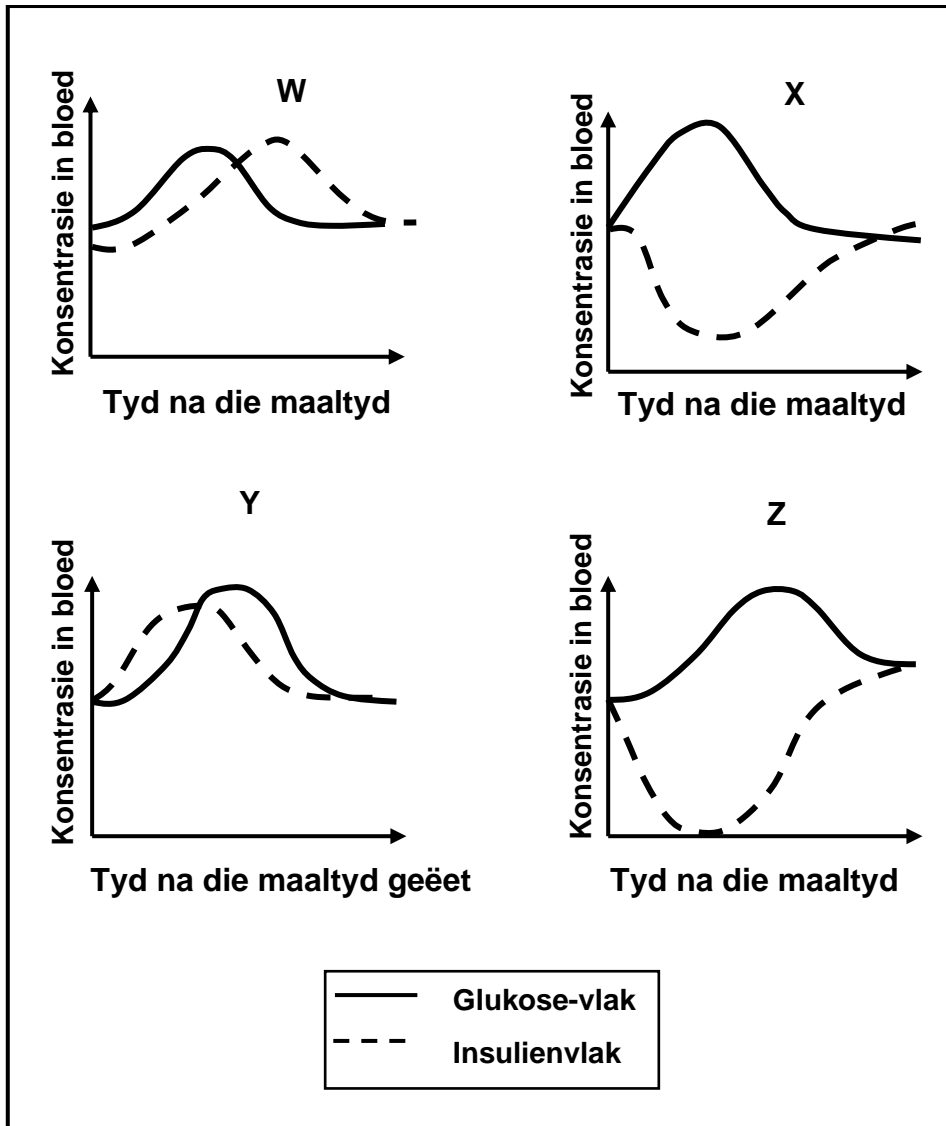 W
Konsentrasie in bloed
Tyd na die maaltyd
X
Konsentrasie in bloed
Tyd na die maaltyd
Y
Konsentrasie in bloed
Tyd na die maaltyd geëet
Z
Konsentrasie in bloed
Tyd na die maaltyd
Glukose-vlak
Insulienvlak